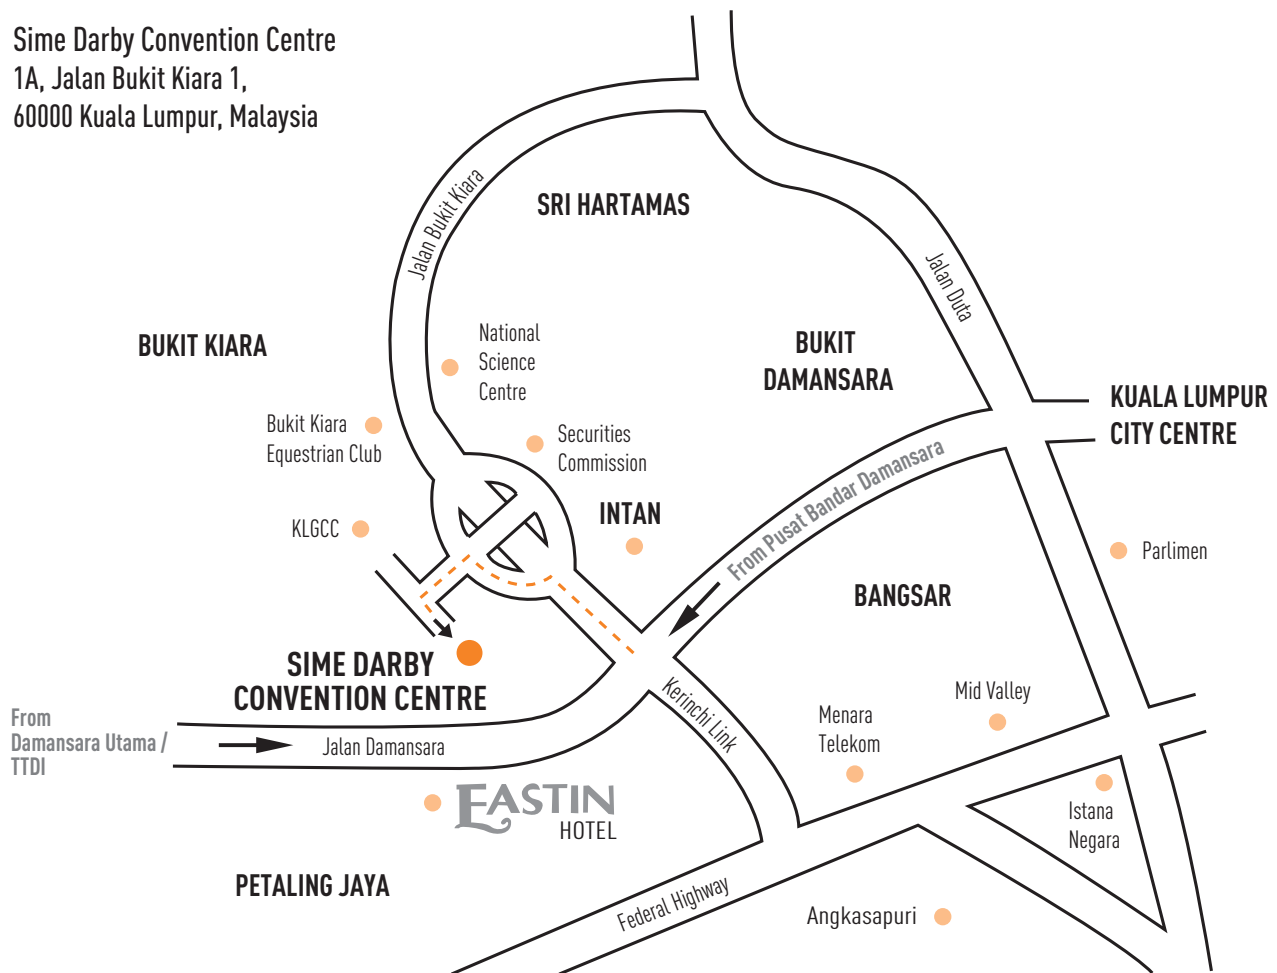 Sime Darby Convention Centre
1A, Jalan Bukit Kiara 1,
60000 Kuala Lumpur, Malaysia
Jalan Bukit Kiara
SRI HARTAMAS
Jalan Duta
BUKIT KIARA
National
Science
Centre
BUKIT
DAMANSARA
KUALA LUMPUR
CITY CENTRE
Bukit Kiara
Equestrian Club
Securities
Commission
From Pusat Bandar Damansara
INTAN
KLGCC
Parlimen
BANGSAR
SIME DARBY
CONVENTION CENTRE
Kerinchi Link
Mid Valley
Menara
Telekom
From
Damansara Utama /
TTDI
Jalan Damansara
EASTIN
HOTEL
Istana
Negara
PETALING JAYA
Federal Highway
Angkasapuri